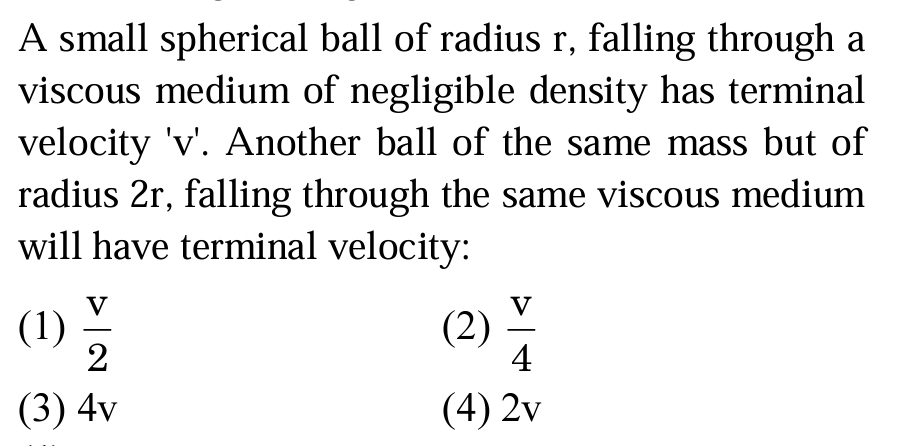 A small spherical ball of radius r, falling through a
viscous medium of negligible density has terminal
velocity 'v'. Another ball of the same mass but of
radius 2r, falling through the same viscous medium
will have terminal velocity:
(1) v/2 (2) v/4
(3) 4v (4) 2v